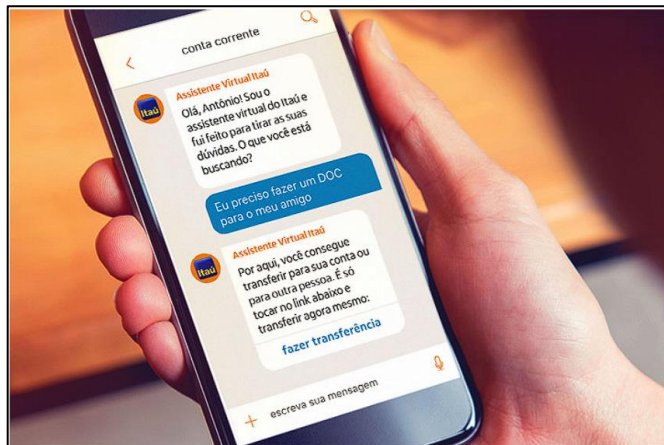 conta corrente
Assistente Virtual Itaú
Itaú
Olá, Antônio! Sou o
assistente virtual do Itaú e
fui feito para tirar as suas
dúvidas. O que você está
buscando?
Eu preciso fazer um DOC
para o meu amigo
Assistente Virtual Itaú
Itaú
Por aqui, você consegue
transferir para sua conta ou
para outra pessoa. É só
tocar no link abaixo e
transferir agora mesmo:
fazer transferência
escreva sua mensagem